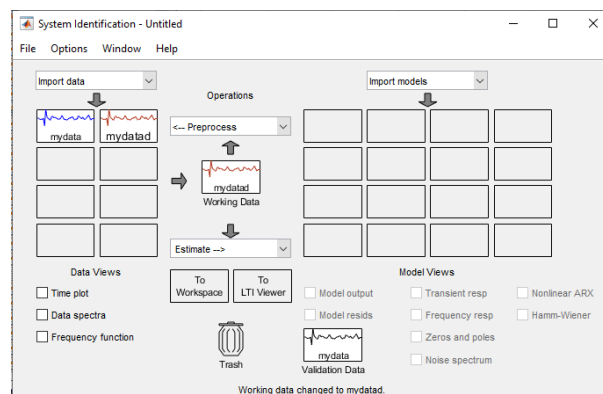 System Identification - Untitled
File Options Window Help
Import data
Import models
Operations
mydata
mydatad
<-- Preprocess
mydatad
Working Data
Estimate -->
Data Views
Model Views
To Workspace
To LTI Viewer
Time plot
Data spectra
Frequency function
Model output
Transient resp
Nonlinear ARX
Model resids
Frequency resp
Hamm-Wiener
Zeros and poles
Noise spectrum
Trash
mydata
Validation Data
Working data changed to mydatad.